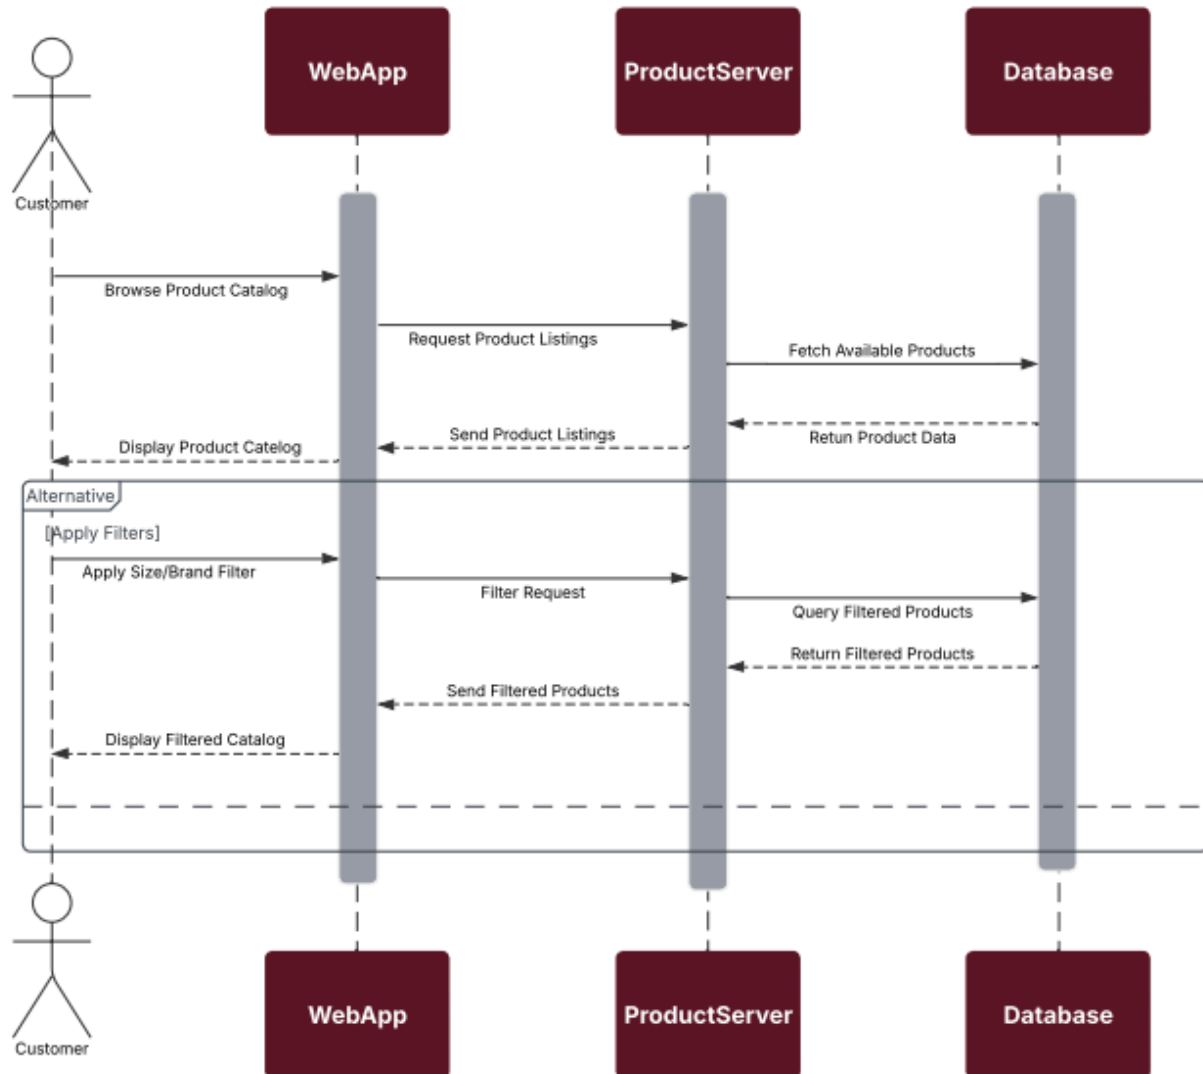 WebApp
ProductServer
Database
Customer
Browse Product Catalog
Request Product Listings
Fetch Available Products
Retun Product Data
Send Product Listings
Display Product Catelog
Alternative
[Apply Filters]
Apply Size/Brand Filter
Filter Request
Query Filtered Products
Return Filtered Products
Send Filtered Products
Display Filtered Catalog
WebApp
ProductServer
Database
Customer